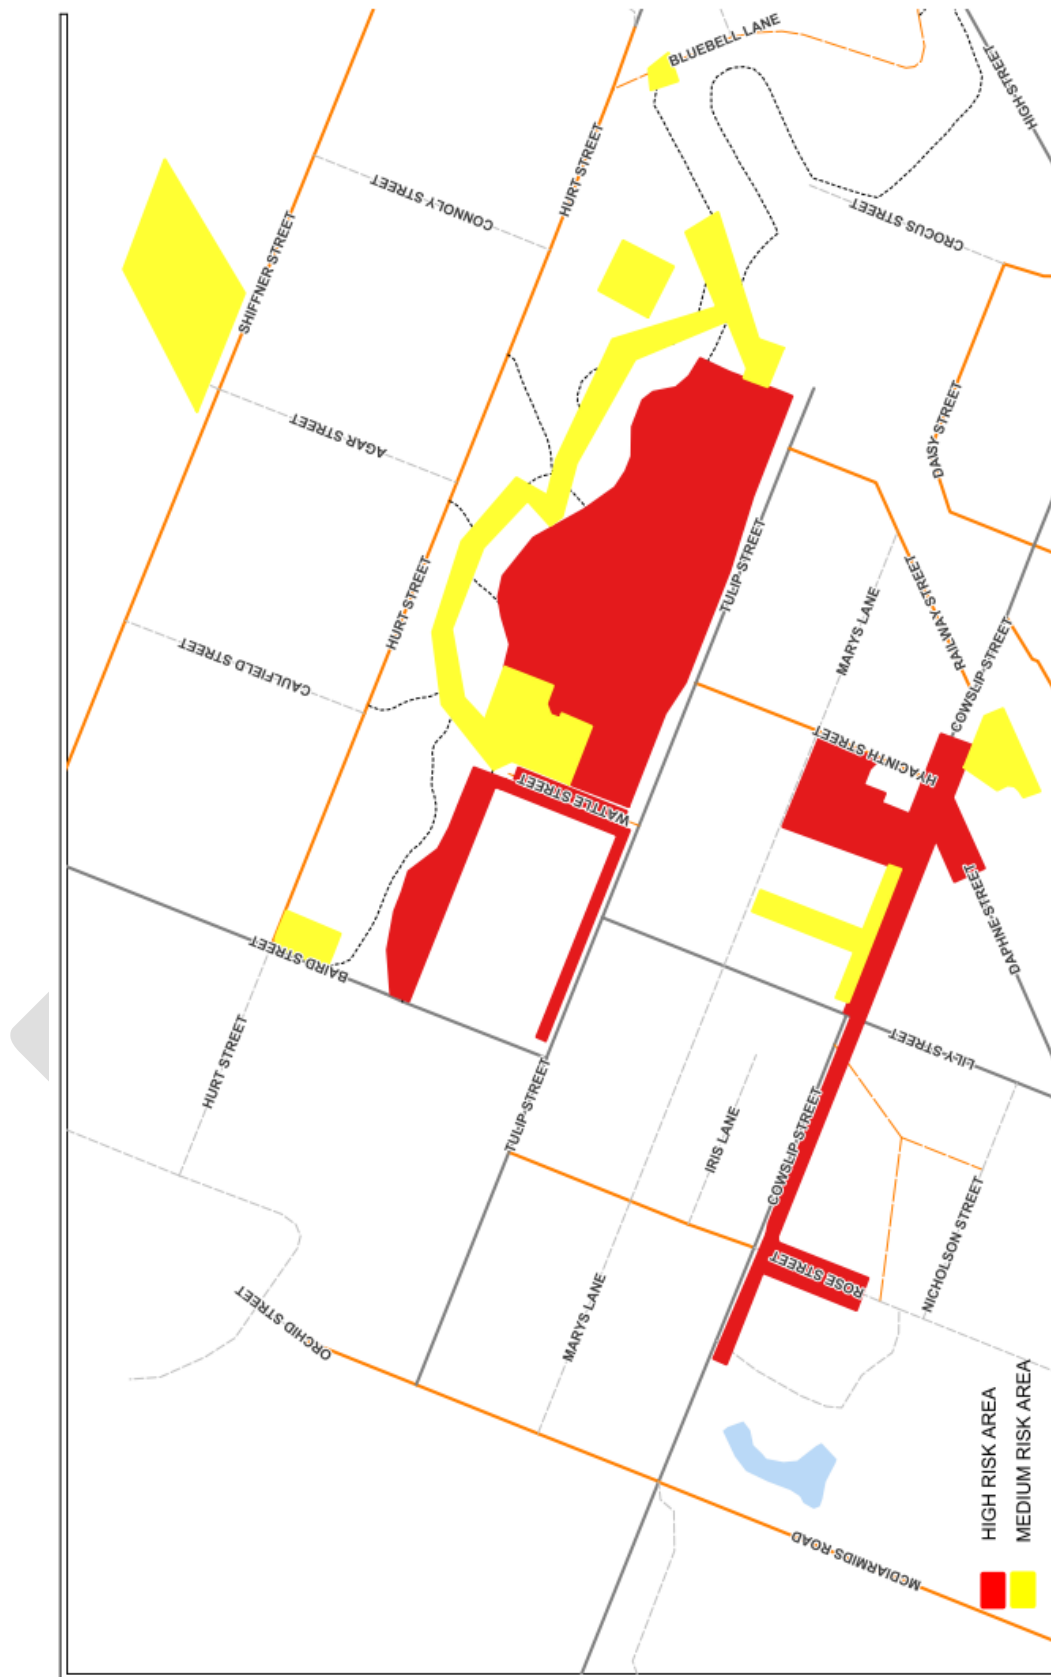 BLUEBELL LANE
HIGH STREET
HURT STREET
CONNOLY STREET
SHIFFNER STREET
CROCUS STREET
AGAR STREET
DAISY STREET
TULIP STREET
HURT STREET
RAILWAY STREET
MARYS LANE
CAULFIELD STREET
COWSLIP STREET
HYACINTH STREET
WATTLE STREET
DAPHNE STREET
BAIRD STREET
LILY STREET
HURT STREET
TULIP STREET
IRIS LANE
COWSLIP STREET
NICHOLSON STREET
ROSE STREET
ORCHID STREET
MARYS LANE
MCDIARMIDS ROAD
HIGH RISK AREA
MEDIUM RISK AREA